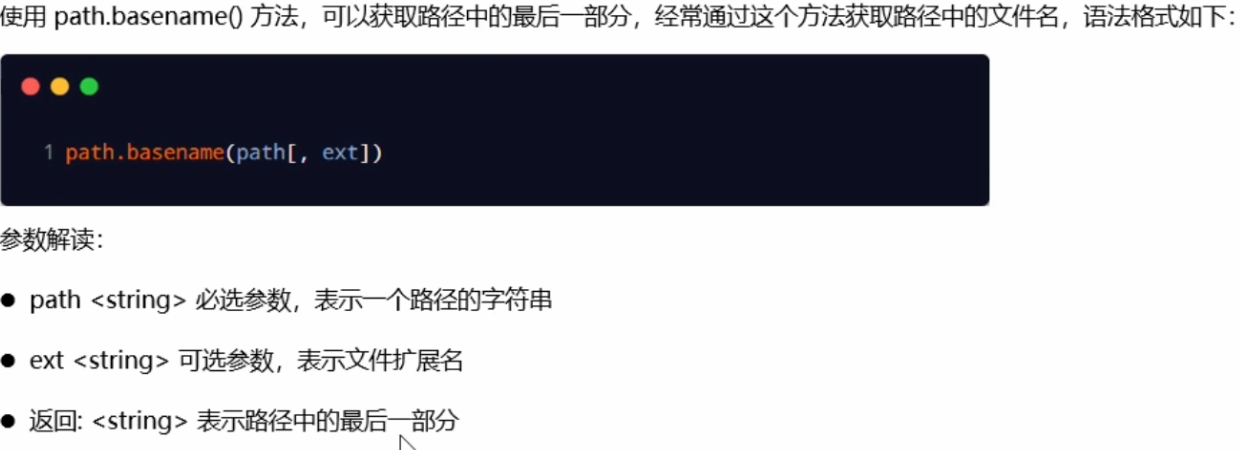 使用 path.basename() 方法，可以获取路径中的最后一部分，经常通过这个方法获取路径中的文件名，语法格式如下：
1 path.basename(path[, ext])
参数解读：
● path <string> 必选参数，表示一个路径的字符串
● ext <string> 可选参数，表示文件扩展名
● 返回: <string> 表示路径中的最后一部分